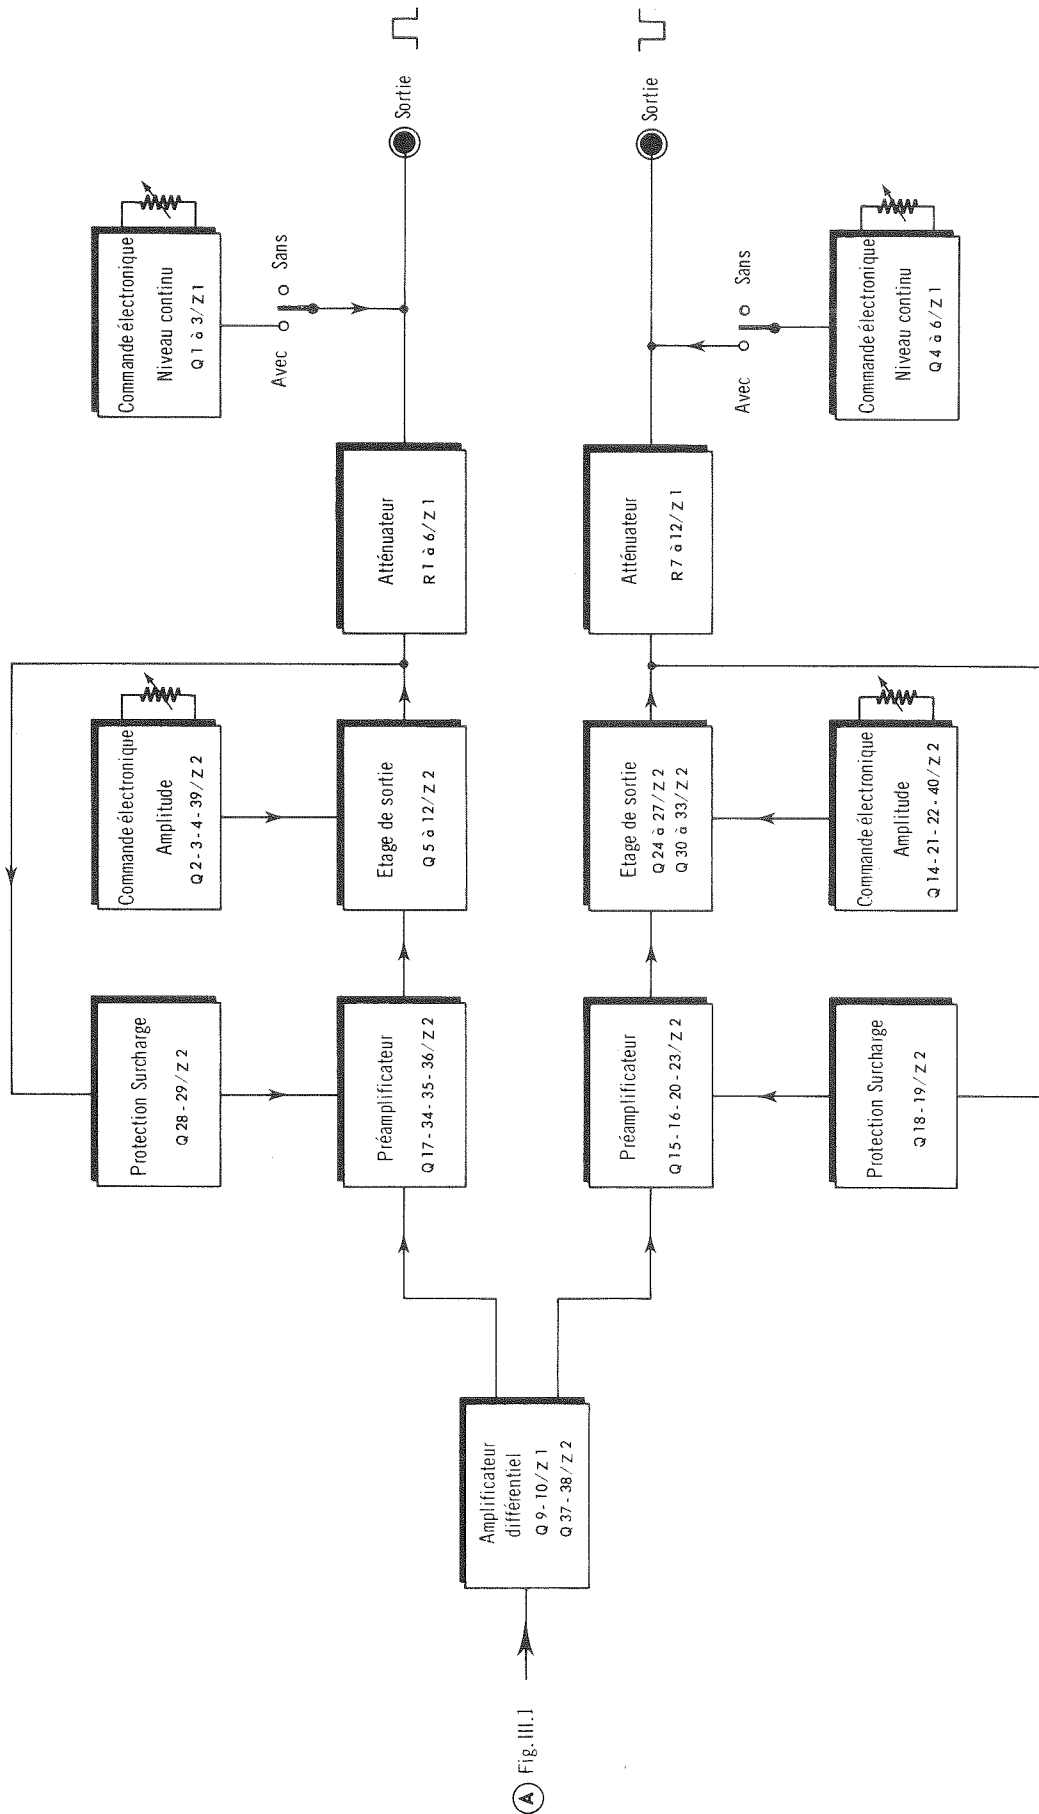 A Fig. III.1
Amplificateur
différentiel
Q 9-10/Z 1
Q 37-38/Z 2
Protection Surcharge
Q 28-29/Z 2
Préamplificateur
Q 17-34-35-36/Z 2
Préamplificateur
Q 15-16-20-23/Z 2
Protection Surcharge
Q 18-19/Z 2
Commande électronique
Amplitude
Q 2-3-4-39/Z 2
Etage de sortie
Q 5 à 12/Z 2
Etage de sortie
Q 24 à 27/Z 2
Q 30 à 33/Z 2
Commande électronique
Amplitude
Q 14-21-22-40/Z 2
Atténuateur
R 1 à 6/Z 1
Atténuateur
R 7 à 12/Z 1
Commande électronique
Niveau continu
Q 1 à 3/Z 1
Avec
Sans
Avec
Sans
Commande électronique
Niveau continu
Q 4 à 6/Z 1
Sortie
Sortie